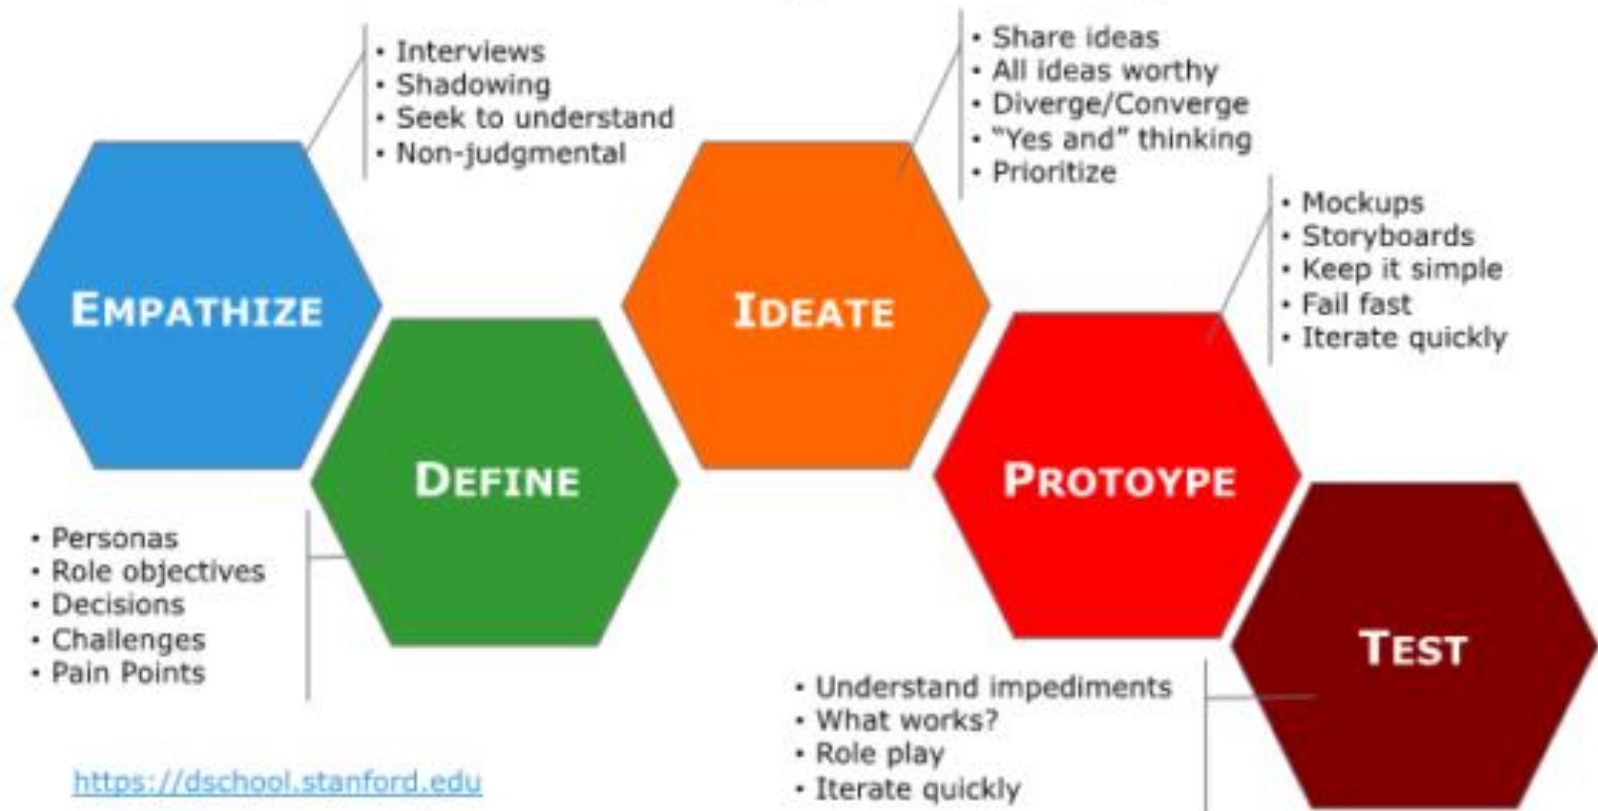 • Interviews
• Shadowing
• Seek to understand
• Non-judgmental
EMPATHIZE
• Personas
• Role objectives
• Decisions
• Challenges
• Pain Points
DEFINE
• Share ideas
• All ideas worthy
• Diverge/Converge
• “Yes and” thinking
• Prioritize
IDEATE
• Mockups
• Storyboards
• Keep it simple
• Fail fast
• Iterate quickly
PROTOYPE
• Understand impediments
• What works?
• Role play
• Iterate quickly
TEST
https://dschool.stanford.edu